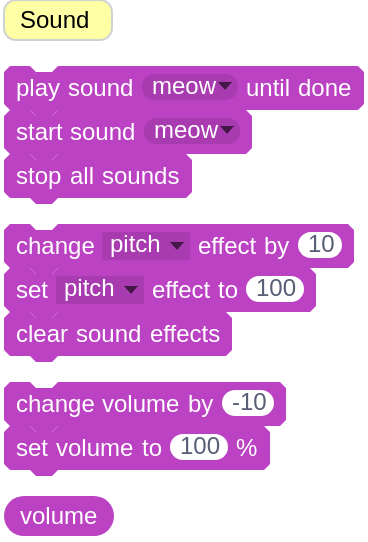 Sound
play sound meow until done
start sound meow
stop all sounds
change pitch effect by 10
set pitch effect to 100
clear sound effects
change volume by -10
set volume to 100 %
volume